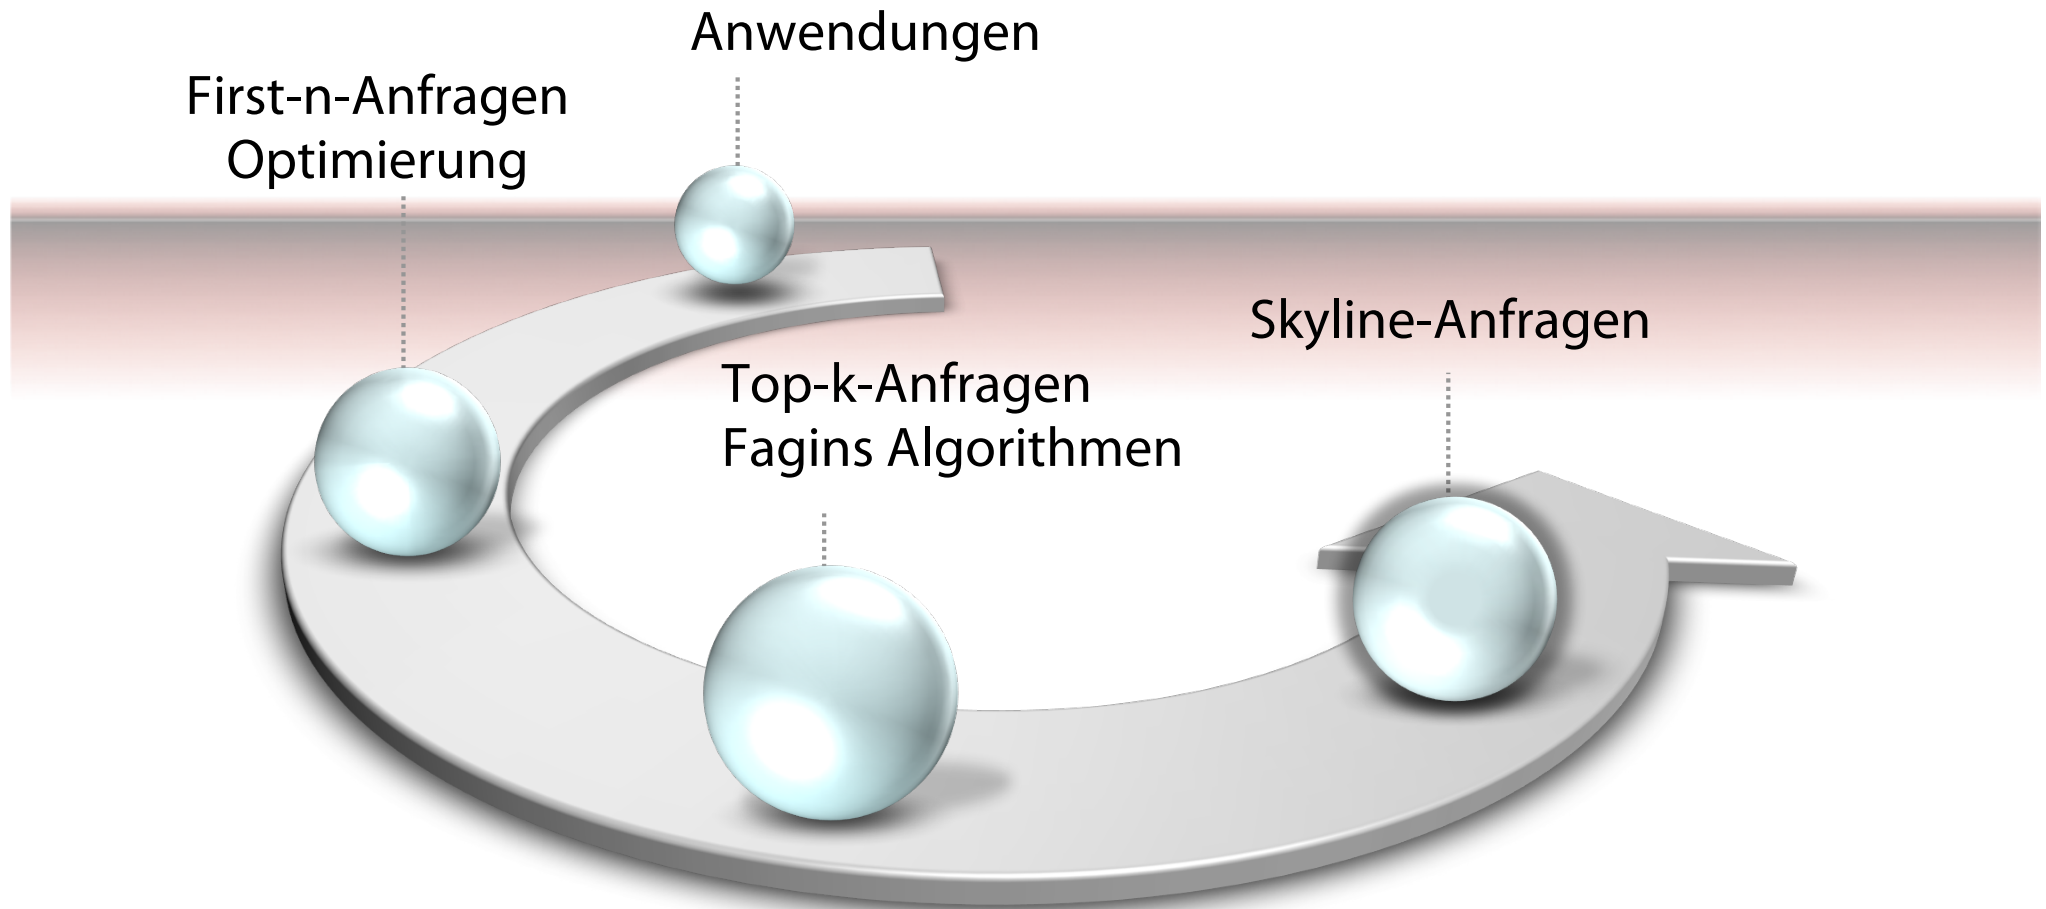 Anwendungen
First-n-Anfragen
Optimierung
Skyline-Anfragen
Top-k-Anfragen
Fagins Algorithmen